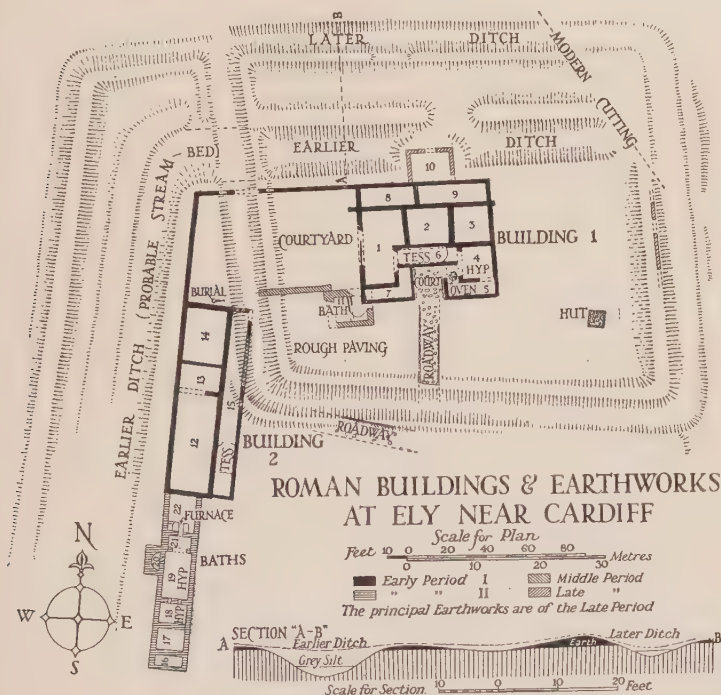 B
LATER DITCH
MODERN CUTTING
EARLIER DITCH
BED
A
10
8
9
COURTYARD
1
2
3
BUILDING 1
TESS 6
4
HYP
COURT
OVEN 5
7
BATH
HYP
BURIAL
EARLIER DITCH (PROBABLE STREAM
ROUGH PAVING
ROADWAY
HUT
14
13
15
12
TESS
BUILDING
2
ROADWAY
22
FURNACE
21
20
BATHS
19
HYP
18
HYP
17
16
N
W
E
S
ROMAN BUILDINGS & EARTHWORKS
AT ELY NEAR CARDIFF
Scale for Plan
Feet 10 0 20 40 60 80
10 0 10 20 30 Metres
Early Period I Middle Period
" " II Late "
The principal Earthworks are of the Late Period
SECTION "A-B"
A Earlier Ditch Earth Later Ditch B
Grey Silt
Scale for Section. 10 0 10 20 Feet